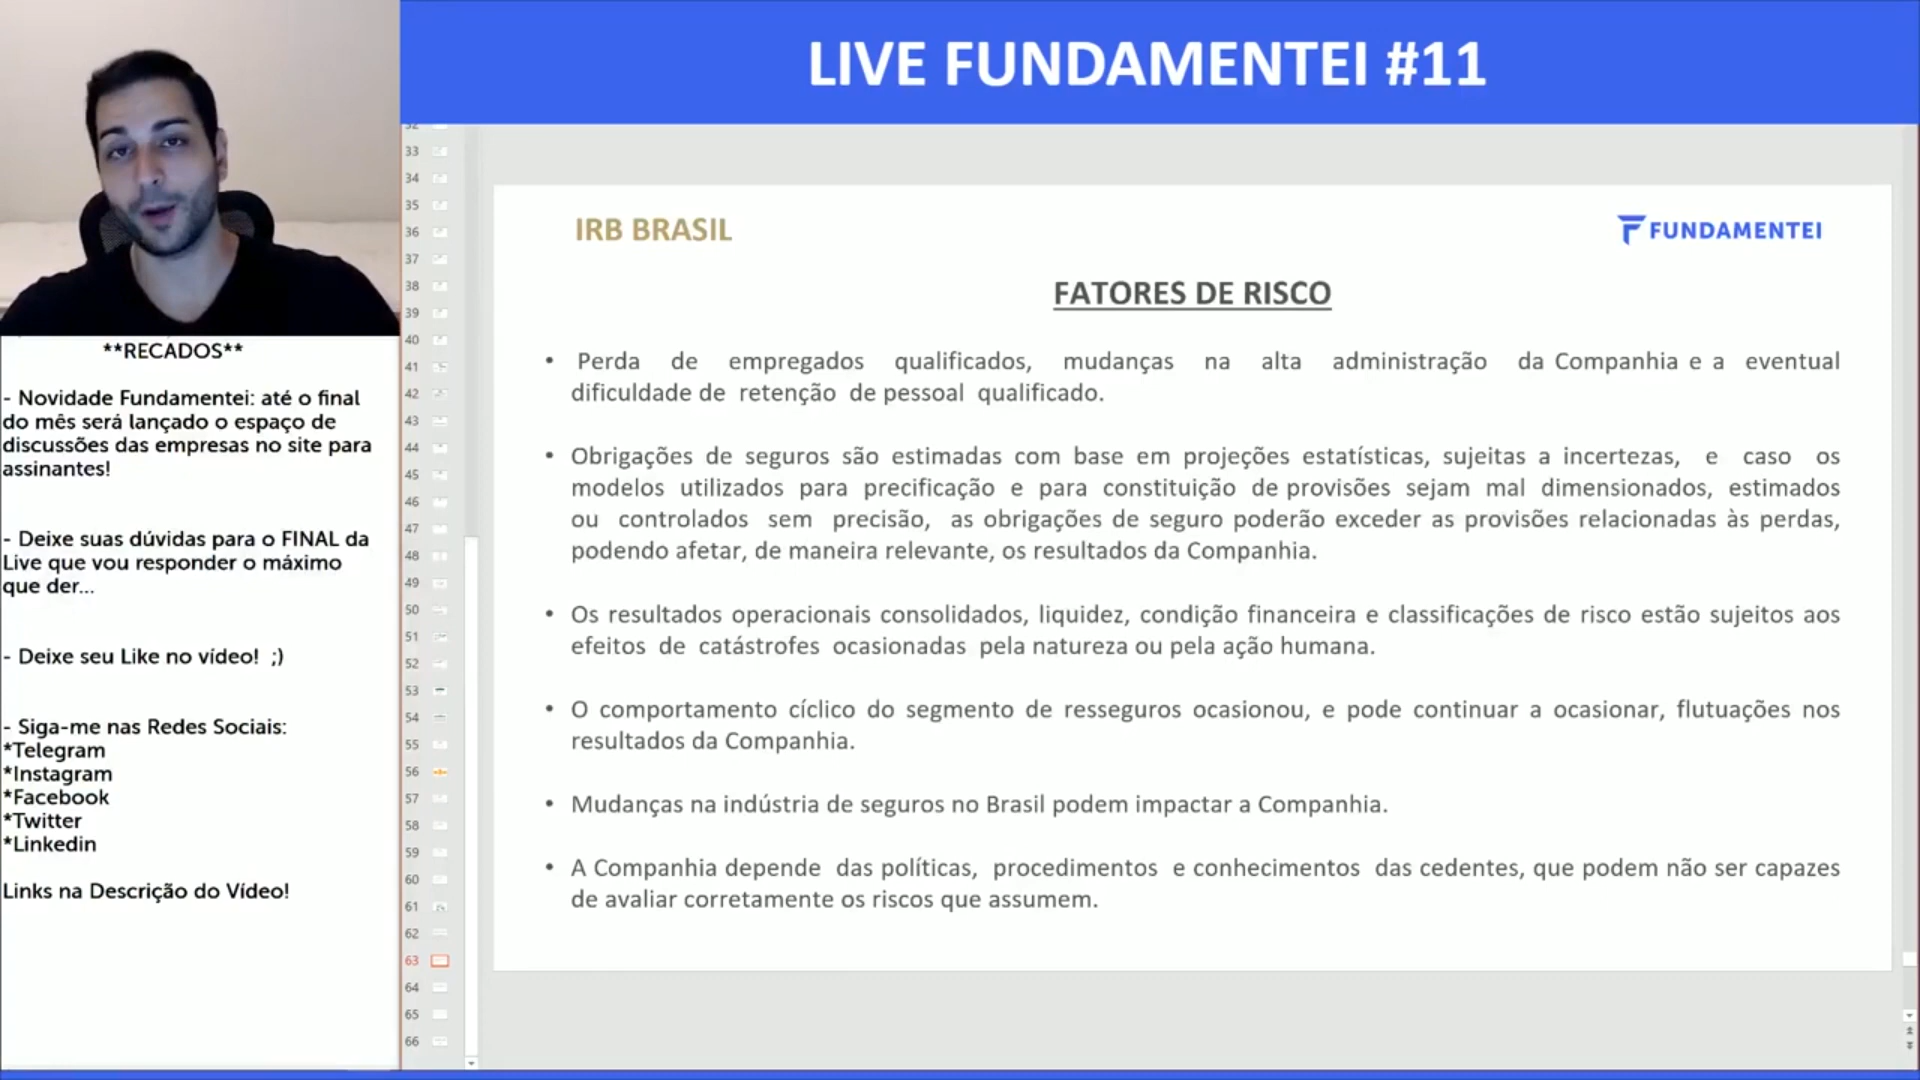 LIVE FUNDAMENTEI #11
**RECADOS**
- Novidade Fundamentei: até o final
do mês será lançado o espaço de
discussões das empresas no site para
assinantes!
- Deixe suas dúvidas para o FINAL da
Live que vou responder o máximo
que der...
- Deixe seu Like no vídeo! ;)
- Siga-me nas Redes Sociais:
*Telegram
*Instagram
*Facebook
*Twitter
*Linkedin
Links na Descrição do Vídeo!
32
33
34
35
36
37
38
39
40
41
42
43
44
45
46
47
48
49
50
51
52
53
54
55
56
57
58
59
60
61
62
63
64
65
66
IRB BRASIL
FUNDAMENTEI
FATORES DE RISCO
• Perda de empregados qualificados, mudanças na alta administração da Companhia e a eventual
dificuldade de retenção de pessoal qualificado.
• Obrigações de seguros são estimadas com base em projeções estatísticas, sujeitas a incertezas, e caso os
modelos utilizados para precificação e para constituição de provisões sejam mal dimensionados, estimados
ou controlados sem precisão, as obrigações de seguro poderão exceder as provisões relacionadas às perdas,
podendo afetar, de maneira relevante, os resultados da Companhia.
• Os resultados operacionais consolidados, liquidez, condição financeira e classificações de risco estão sujeitos aos
efeitos de catástrofes ocasionadas pela natureza ou pela ação humana.
• O comportamento cíclico do segmento de resseguros ocasionou, e pode continuar a ocasionar, flutuações nos
resultados da Companhia.
• Mudanças na indústria de seguros no Brasil podem impactar a Companhia.
• A Companhia depende das políticas, procedimentos e conhecimentos das cedentes, que podem não ser capazes
de avaliar corretamente os riscos que assumem.